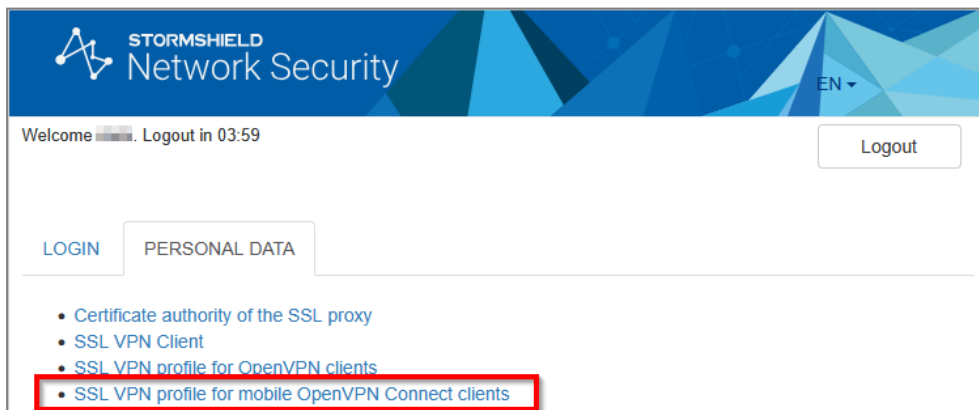 STORMSHIELD
Network Security
EN
Welcome . Logout in 03:59
Logout
LOGIN
PERSONAL DATA
Certificate authority of the SSL proxy
SSL VPN Client
SSL VPN profile for OpenVPN clients
SSL VPN profile for mobile OpenVPN Connect clients